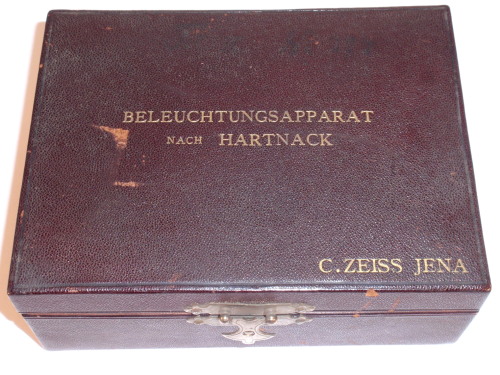 BELEUCHTUNGSAPPARAT
NACH HARTNACK
C. ZEISS JENA